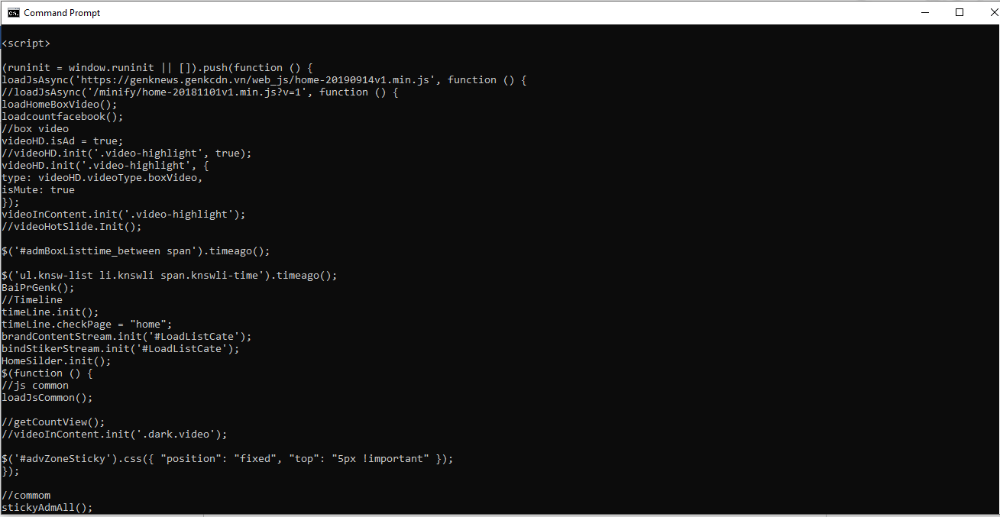 Command Prompt
<script>
(runinit = window.runinit || []).push(function () {
loadJsAsync('https://genknews.genkcdn.vn/web_js/home-20190914v1.min.js', function () {
//loadJsAsync('/minify/home-20181101v1.min.js?v=1', function () {
loadHomeBoxVideo();
loadcountfacebook();
//box video
videoHD.isAd = true;
//videoHD.init('.video-highlight', true);
videoHD.init('.video-highlight', {
type: videoHD.videoType.boxVideo,
isMute: true
});
videoInContent.init('.video-highlight');
//videoHotSlide.Init();
$('#admBoxListtime_between span').timeago();
$('ul.knsw-list li.knswli span.knswli-time').timeago();
BaiPrGenk();
//Timeline
timeLine.init();
timeLine.checkPage = "home";
brandContentStream.init('#LoadListCate');
bindStikerStream.init('#LoadListCate');
HomeSilder.init();
$(function () {
//js common
loadJsCommon();
//getCountView();
//videoInContent.init('.dark.video');
$('#advZoneSticky').css({ "position": "fixed", "top": "5px !important" });
});
//commom
stickyAdmAll();